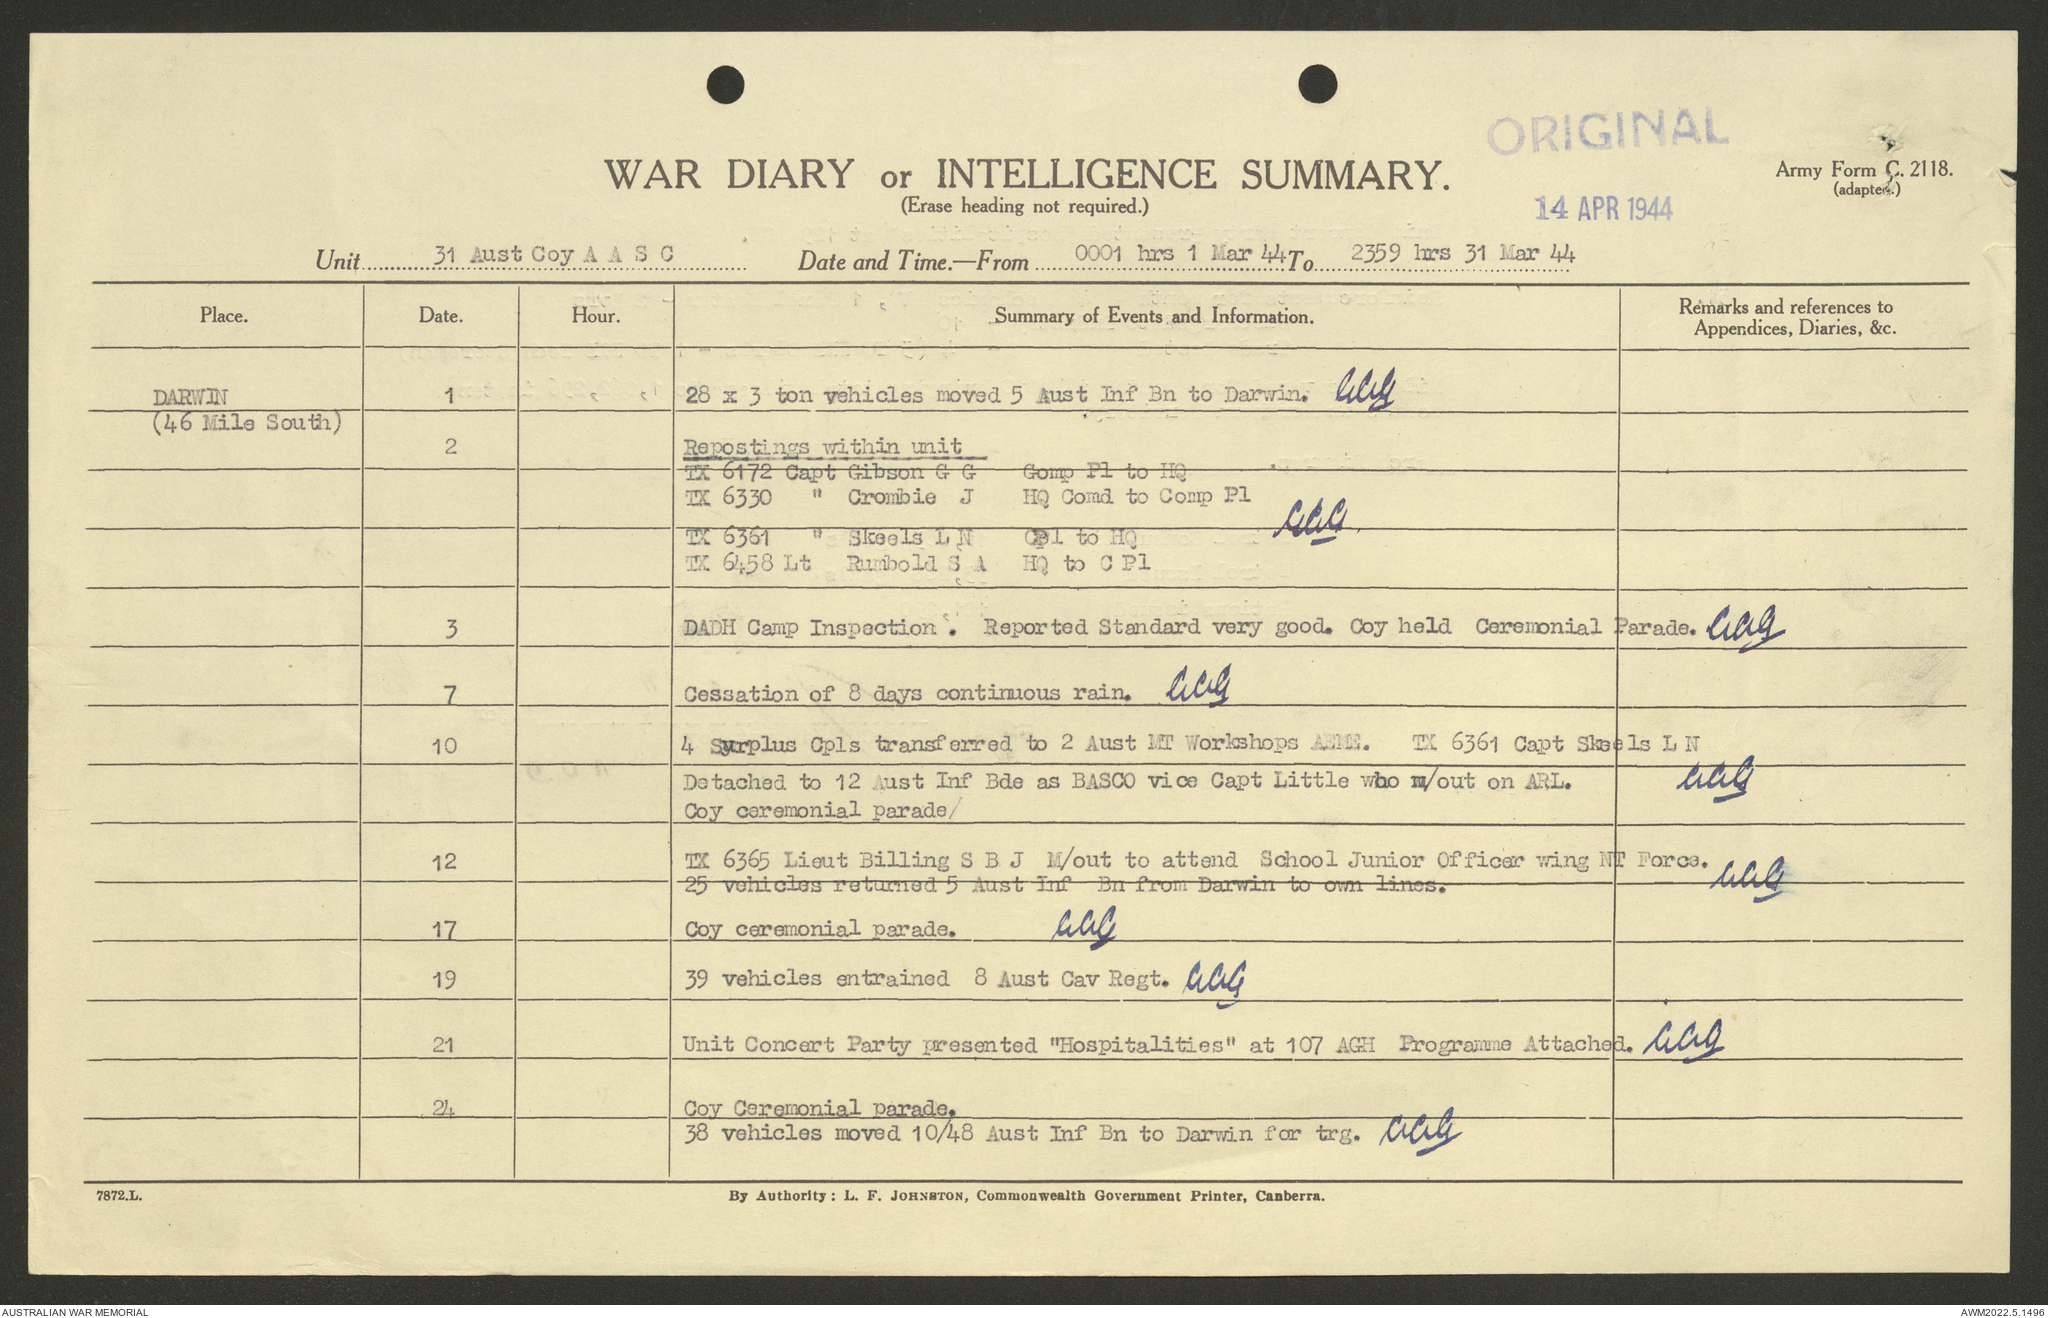 ORIGINAL
WAR DIARY or INTELLIGENCE SUMMARY.
Army Form C. 2118.
(adapted.)
(Erase heading not required.)
14 APR 1944
Unit 31 Aust Coy A A S C Date and Time.—From 0001 hrs 1 Mar 44 To 2359 hrs 31 Mar 44
Place. Date. Hour. Summary of Events and Information. Remarks and references to
Appendices, Diaries, &c.
DARWIN 1 28 x 3 ton vehicles moved 5 Aust Inf Bn to Darwin.
(46 Mile South)
2 Repostings within unit
TX 6172 Capt Gibson G G Gomp Pl to HQ
TX 6330 " Crombie J HQ Comd to Comp Pl
TX 6361 " Skeels L N to HQ
TX 6458 Lt Rumbold S A HQ to C Pl
3 DADH Camp Inspection . Reported Standard very good. Coy held Ceremonial Parade.
7 Cessation of 8 days continuous rain.
10 4 Surplus Cpls transferred to 2 Aust MT Workshops AEME. TX 6361 Capt Skeels L N
Detached to 12 Aust Inf Bde as BASCO vice Capt Little who m/out on ARL.
Coy ceremonial parade/
12 TX 6365 Lieut Billing S B J M/out to attend School Junior Officer wing NT Force.
25 vehicles returned 5 Aust Inf Bn from Darwin to own lines.
17 Coy ceremonial parade.
19 39 vehicles entrained 8 Aust Cav Regt.
21 Unit Concert Party presented "Hospitalities" at 107 AGH Programme Attached.
24 Coy Ceremonial parade.
38 vehicles moved 10/48 Aust Inf Bn to Darwin for trg.
7872.L. By Authority: L. F. JOHNSTON, Commonwealth Government Printer, Canberra.
AUSTRALIAN WAR MEMORIAL AWM2022.5.1496